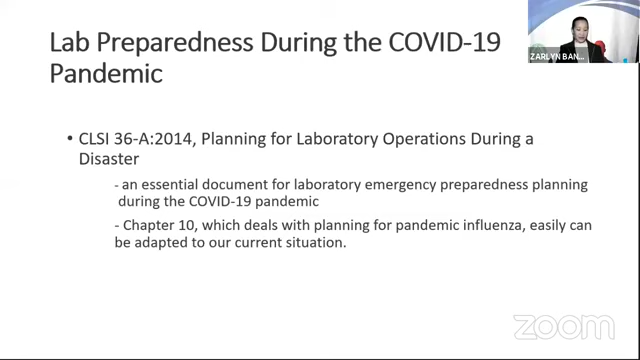 Lab Preparedness During the COVID-19
Pandemic
• CLSI 36-A:2014, Planning for Laboratory Operations During a
Disaster
- an essential document for laboratory emergency preparedness planning
during the COVID-19 pandemic
- Chapter 10, which deals with planning for pandemic influenza, easily can
be adapted to our current situation.
ZARLYN BAN...
zoom